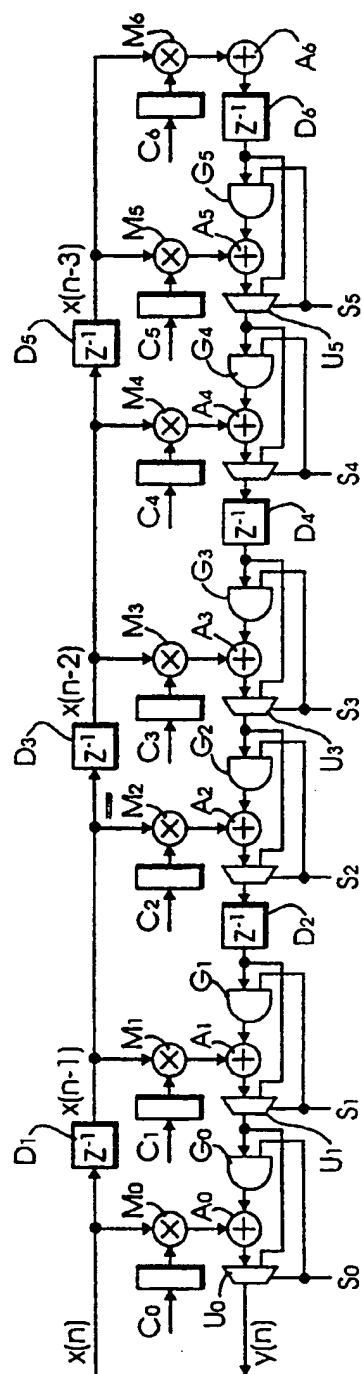 D1
D3
D5
x(n)
Z-1
x(n-1)
Z-1
x(n-2)
Z-1
x(n-3)
M0
M1
M2
M3
M4
M5
M6
C0
C1
C2
C3
C4
C5
C6
A0
G0
A1
G1
A2
G2
A3
G3
A4
G4
A5
G5
A6
U0
Z-1
Z-1
Z-1
y(n)
U1
D2
U3
D4
U5
D6
S0
S1
S2
S3
S4
S5